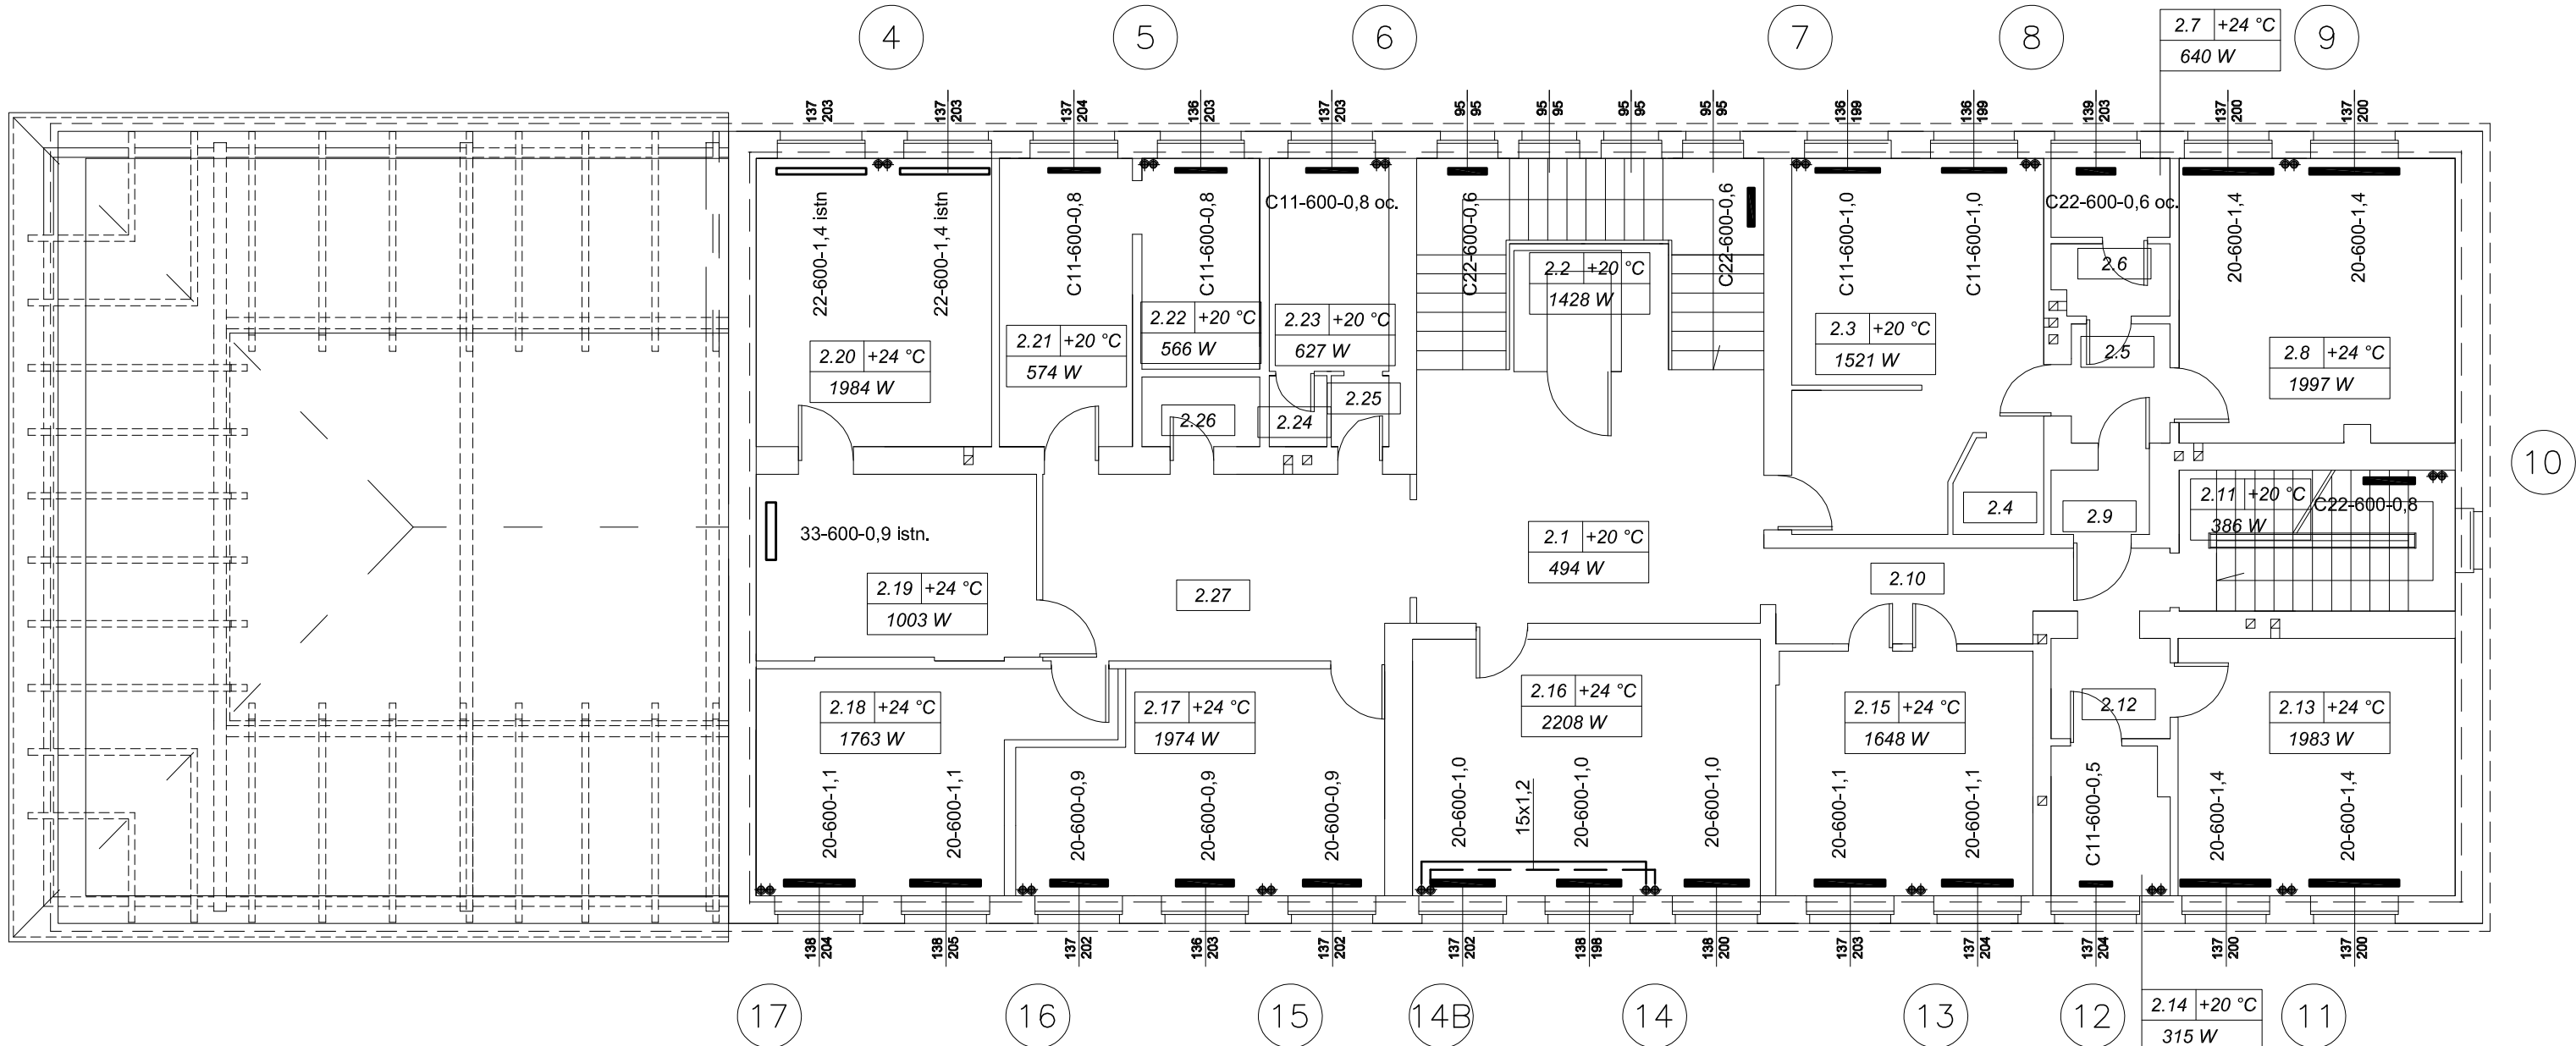 4
5
6
7
8
2.7 +24 °C
640 W
9
137
203
137
203
137
204
136
203
137
203
95
95
95
95
95
95
95
95
136
199
136
199
139
203
137
200
137
200
22-600-1,4 istn
22-600-1,4 istn
C11-600-0,8
C11-600-0,8
C11-600-0,8 oc.
C22-600-0,6
C22-600-0,6
C11-600-1,0
C11-600-1,0
C22-600-0,6 oc.
20-600-1,4
20-600-1,4
2.2 +20 °C
1428 W
2.6
2.20 +24 °C
1984 W
2.21 +20 °C
574 W
2.22 +20 °C
566 W
2.23 +20 °C
627 W
2.3 +20 °C
1521 W
2.5
2.8 +24 °C
1997 W
2.26
2.24
2.25
10
33-600-0,9 istn.
2.4
2.9
2.11 +20 °C
386 W
C22-600-0,8
2.1 +20 °C
494 W
2.19 +24 °C
1003 W
2.27
2.10
2.18 +24 °C
1763 W
2.17 +24 °C
1974 W
2.16 +24 °C
2208 W
2.15 +24 °C
1648 W
2.12
2.13 +24 °C
1983 W
20-600-1,1
20-600-1,1
20-600-0,9
20-600-0,9
20-600-0,9
20-600-1,0
15x1,2
20-600-1,0
20-600-1,0
20-600-1,1
20-600-1,1
C11-600-0,5
20-600-1,4
20-600-1,4
138
204
138
205
137
202
136
203
137
202
137
202
138
198
138
200
137
203
137
204
137
204
137
200
137
200
17
16
15
14B
14
13
12
2.14 +20 °C
315 W
11